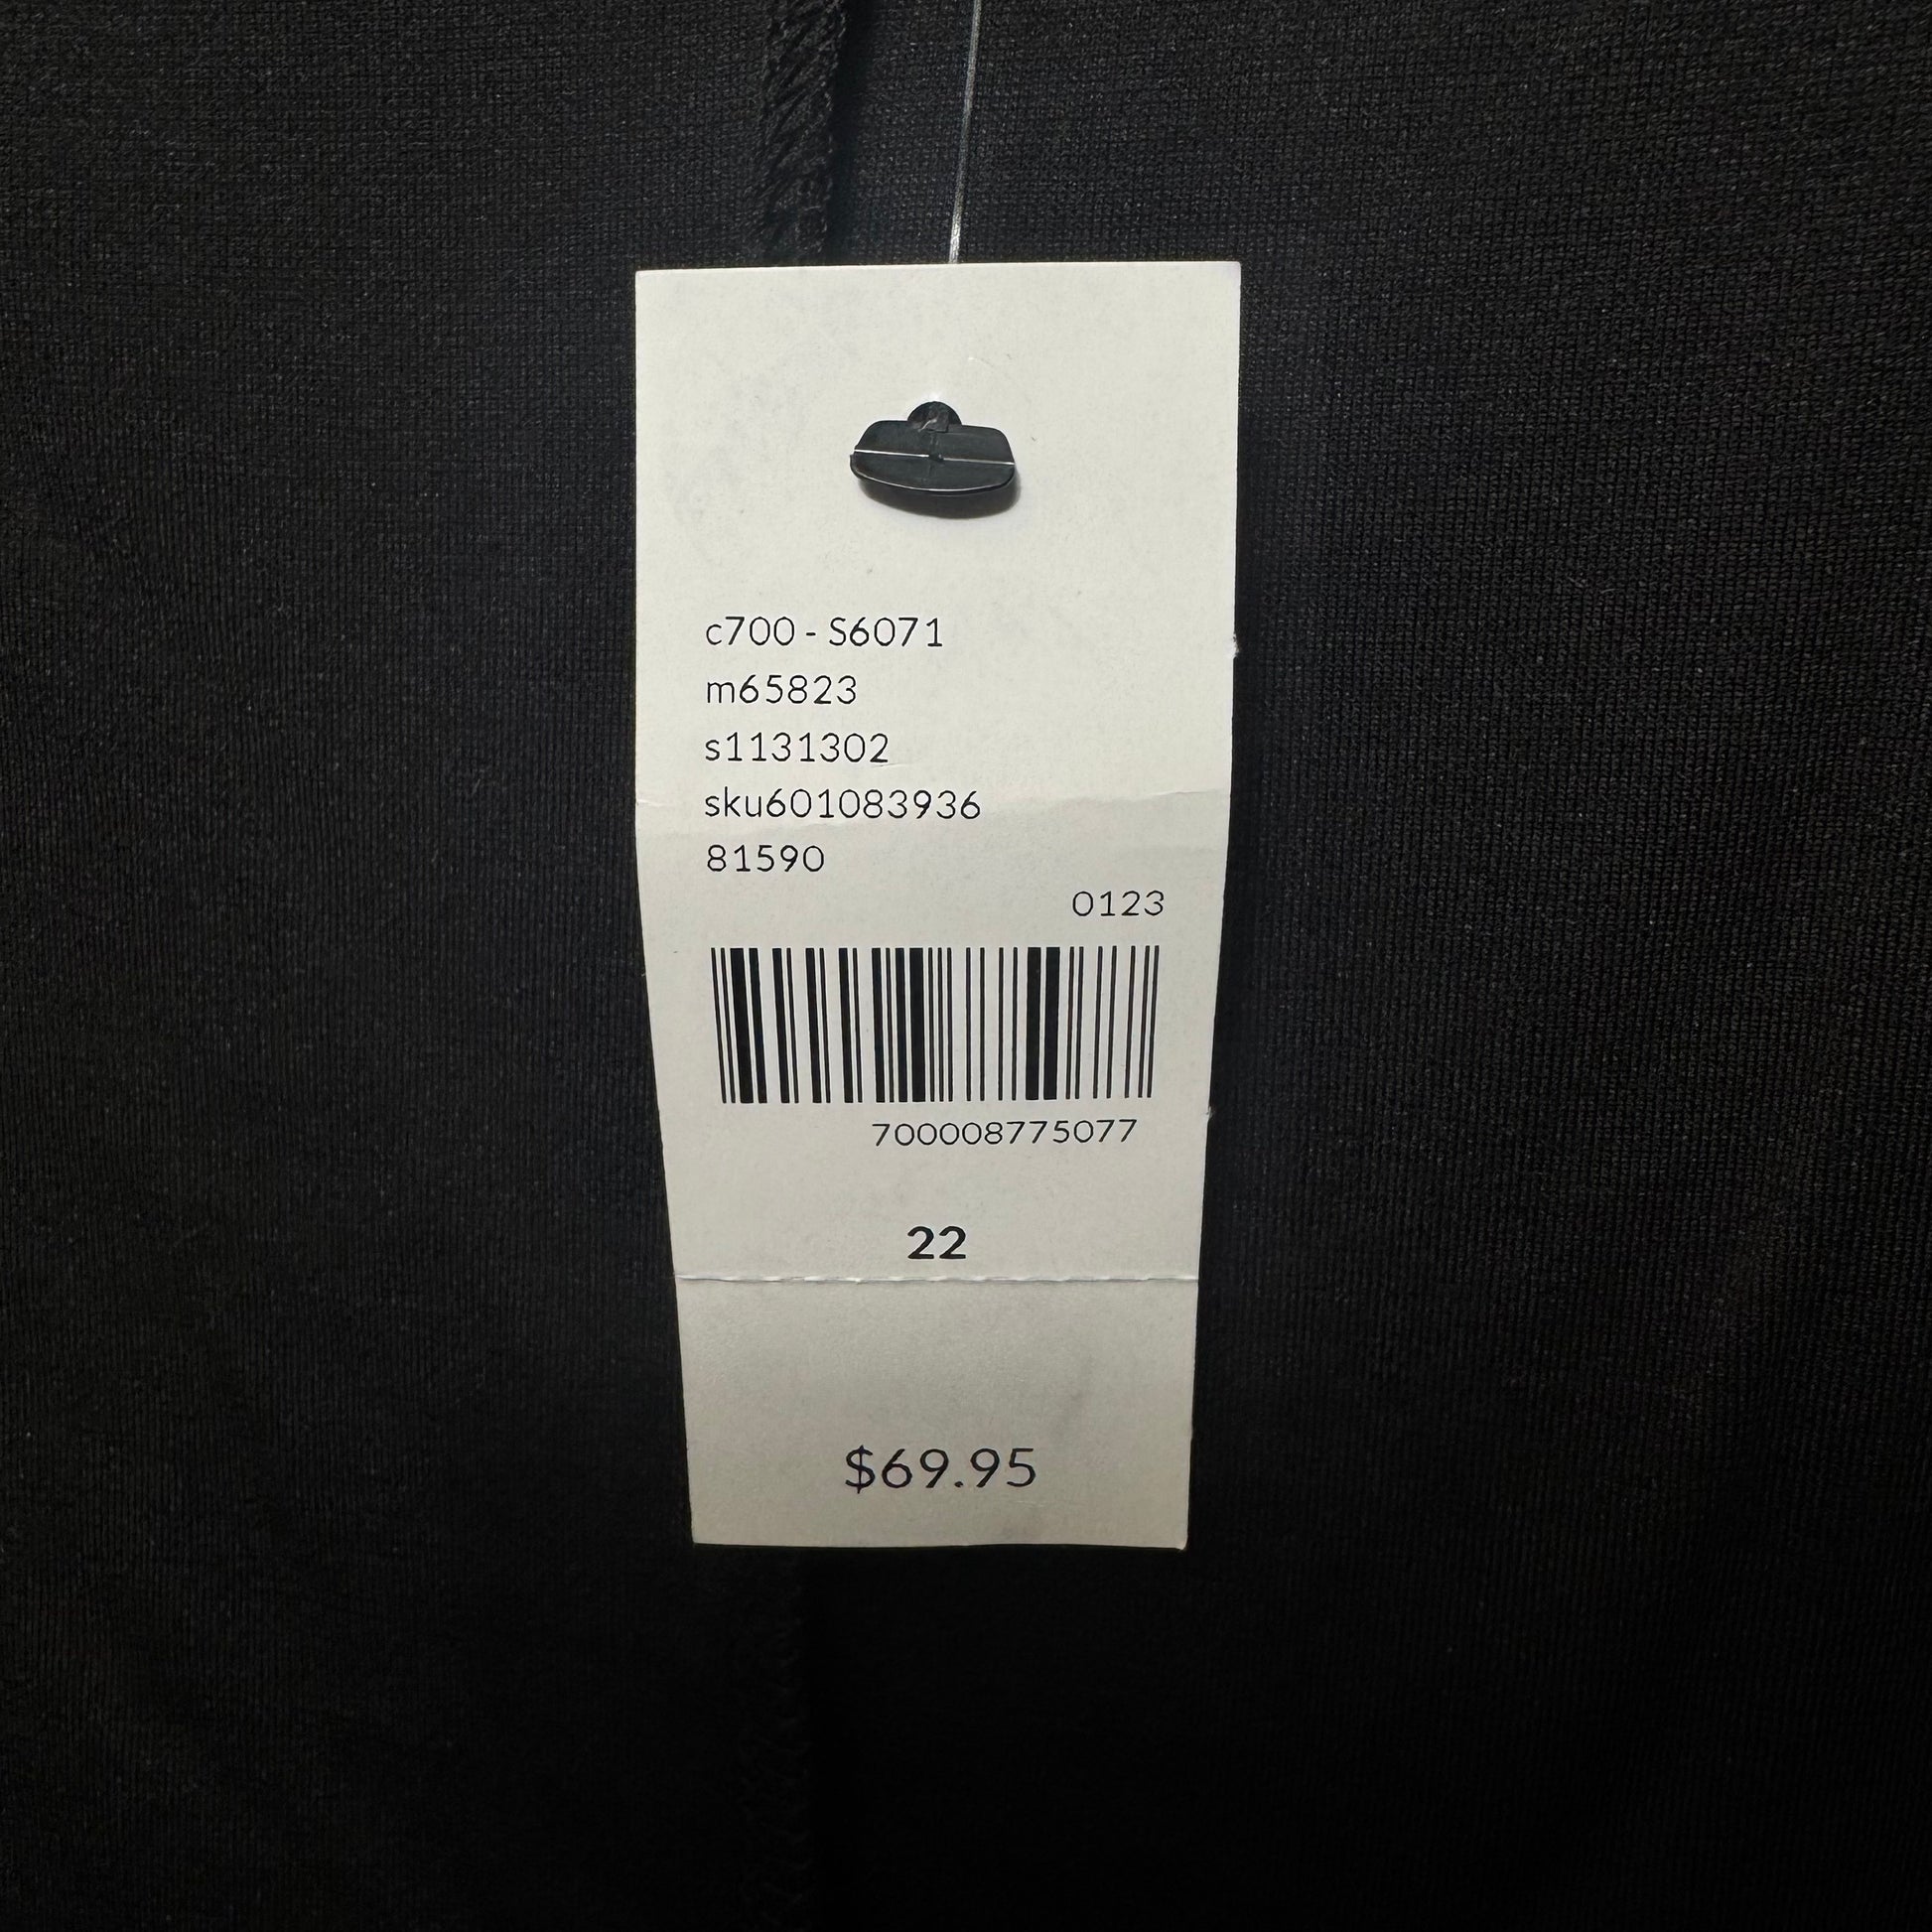 c700 - S6071
m65823
s1131302
sku601083936
81590
0123
700008775077
22
$69.95